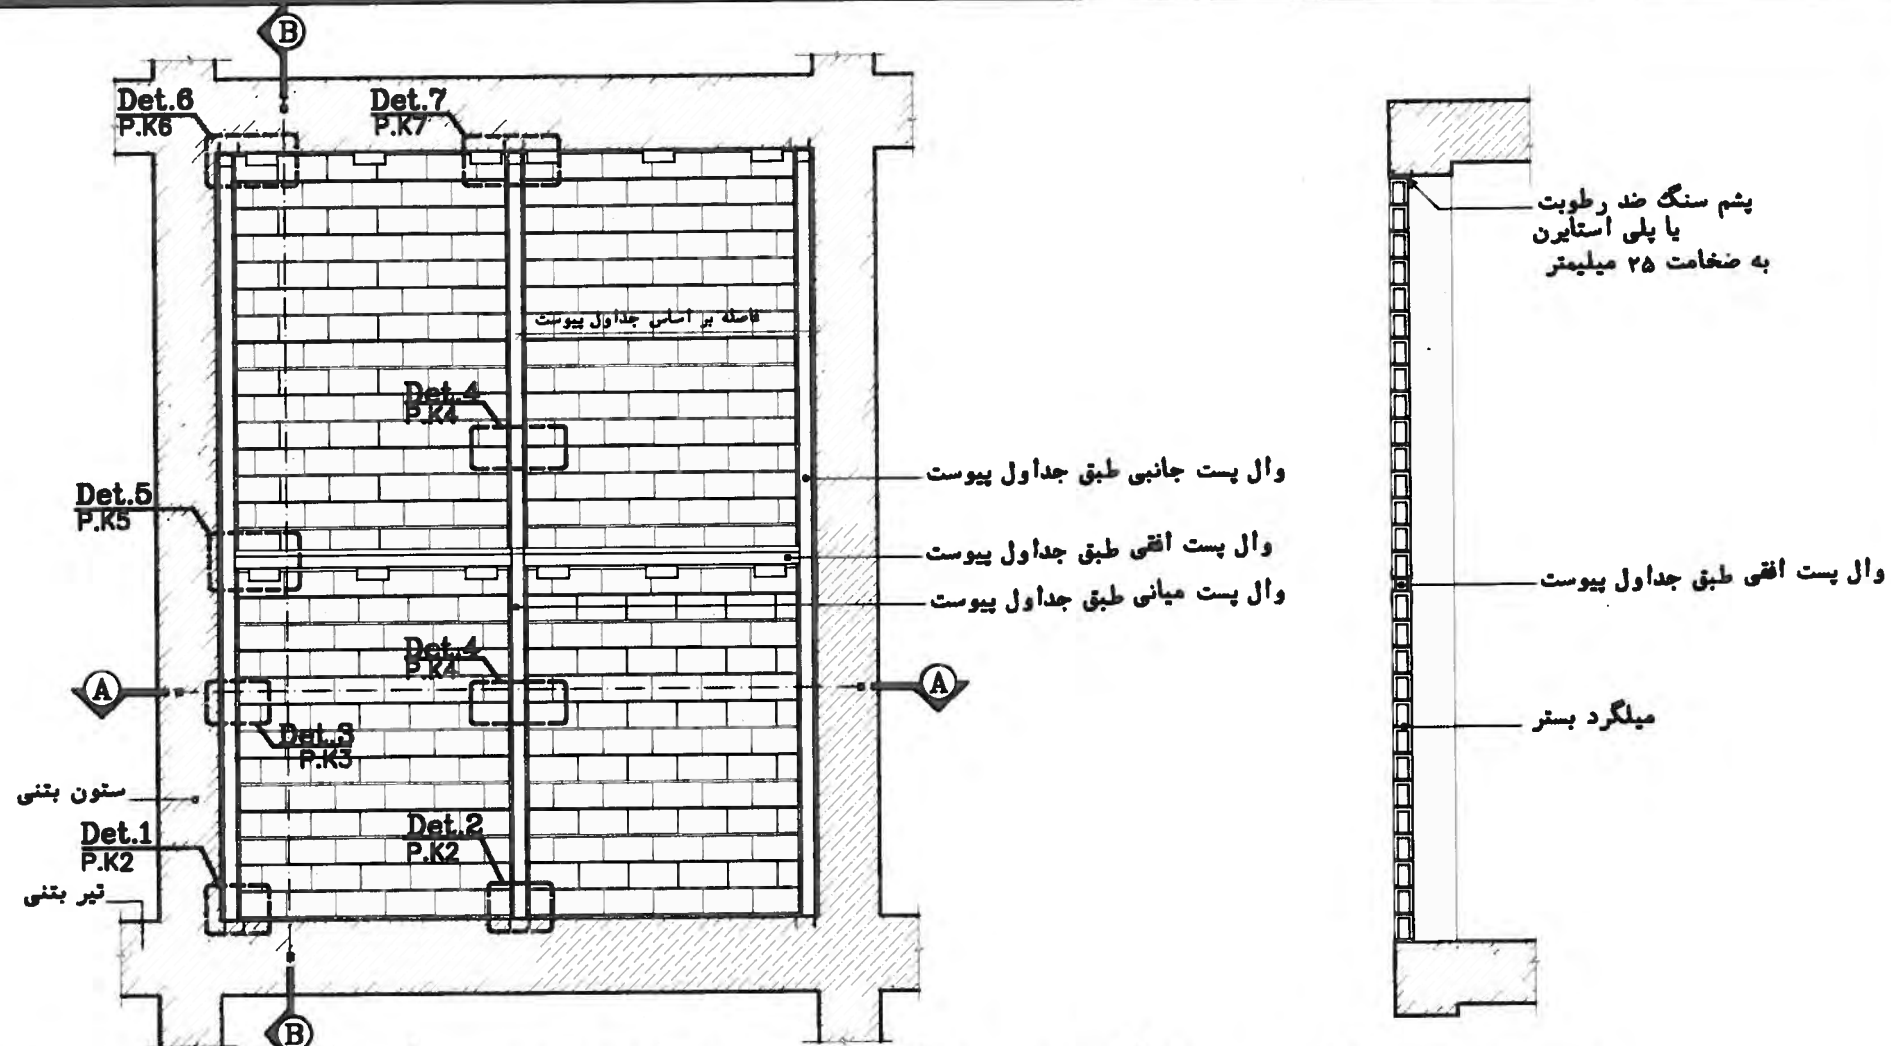 B
Det.6
P.K6
Det.7
P.K7
فاصله بر اساس جداول پیوست
Det.4
P.K4
Det.5
P.K5
وال پست جانبی طبق جداول پیوست
وال پست افقی طبق جداول پیوست
وال پست میانی طبق جداول پیوست
Det.4
P.K4
A
A
Det.3
P.K3
ستون بتنی
Det.1
P.K2
Det.2
P.K2
تیر بتنی
B
پشم سنگ ضد رطوبت
یا پلی استایرن
به ضخامت ۲۵ میلیمتر
وال پست افقی طبق جداول پیوست
میلگرد بستر